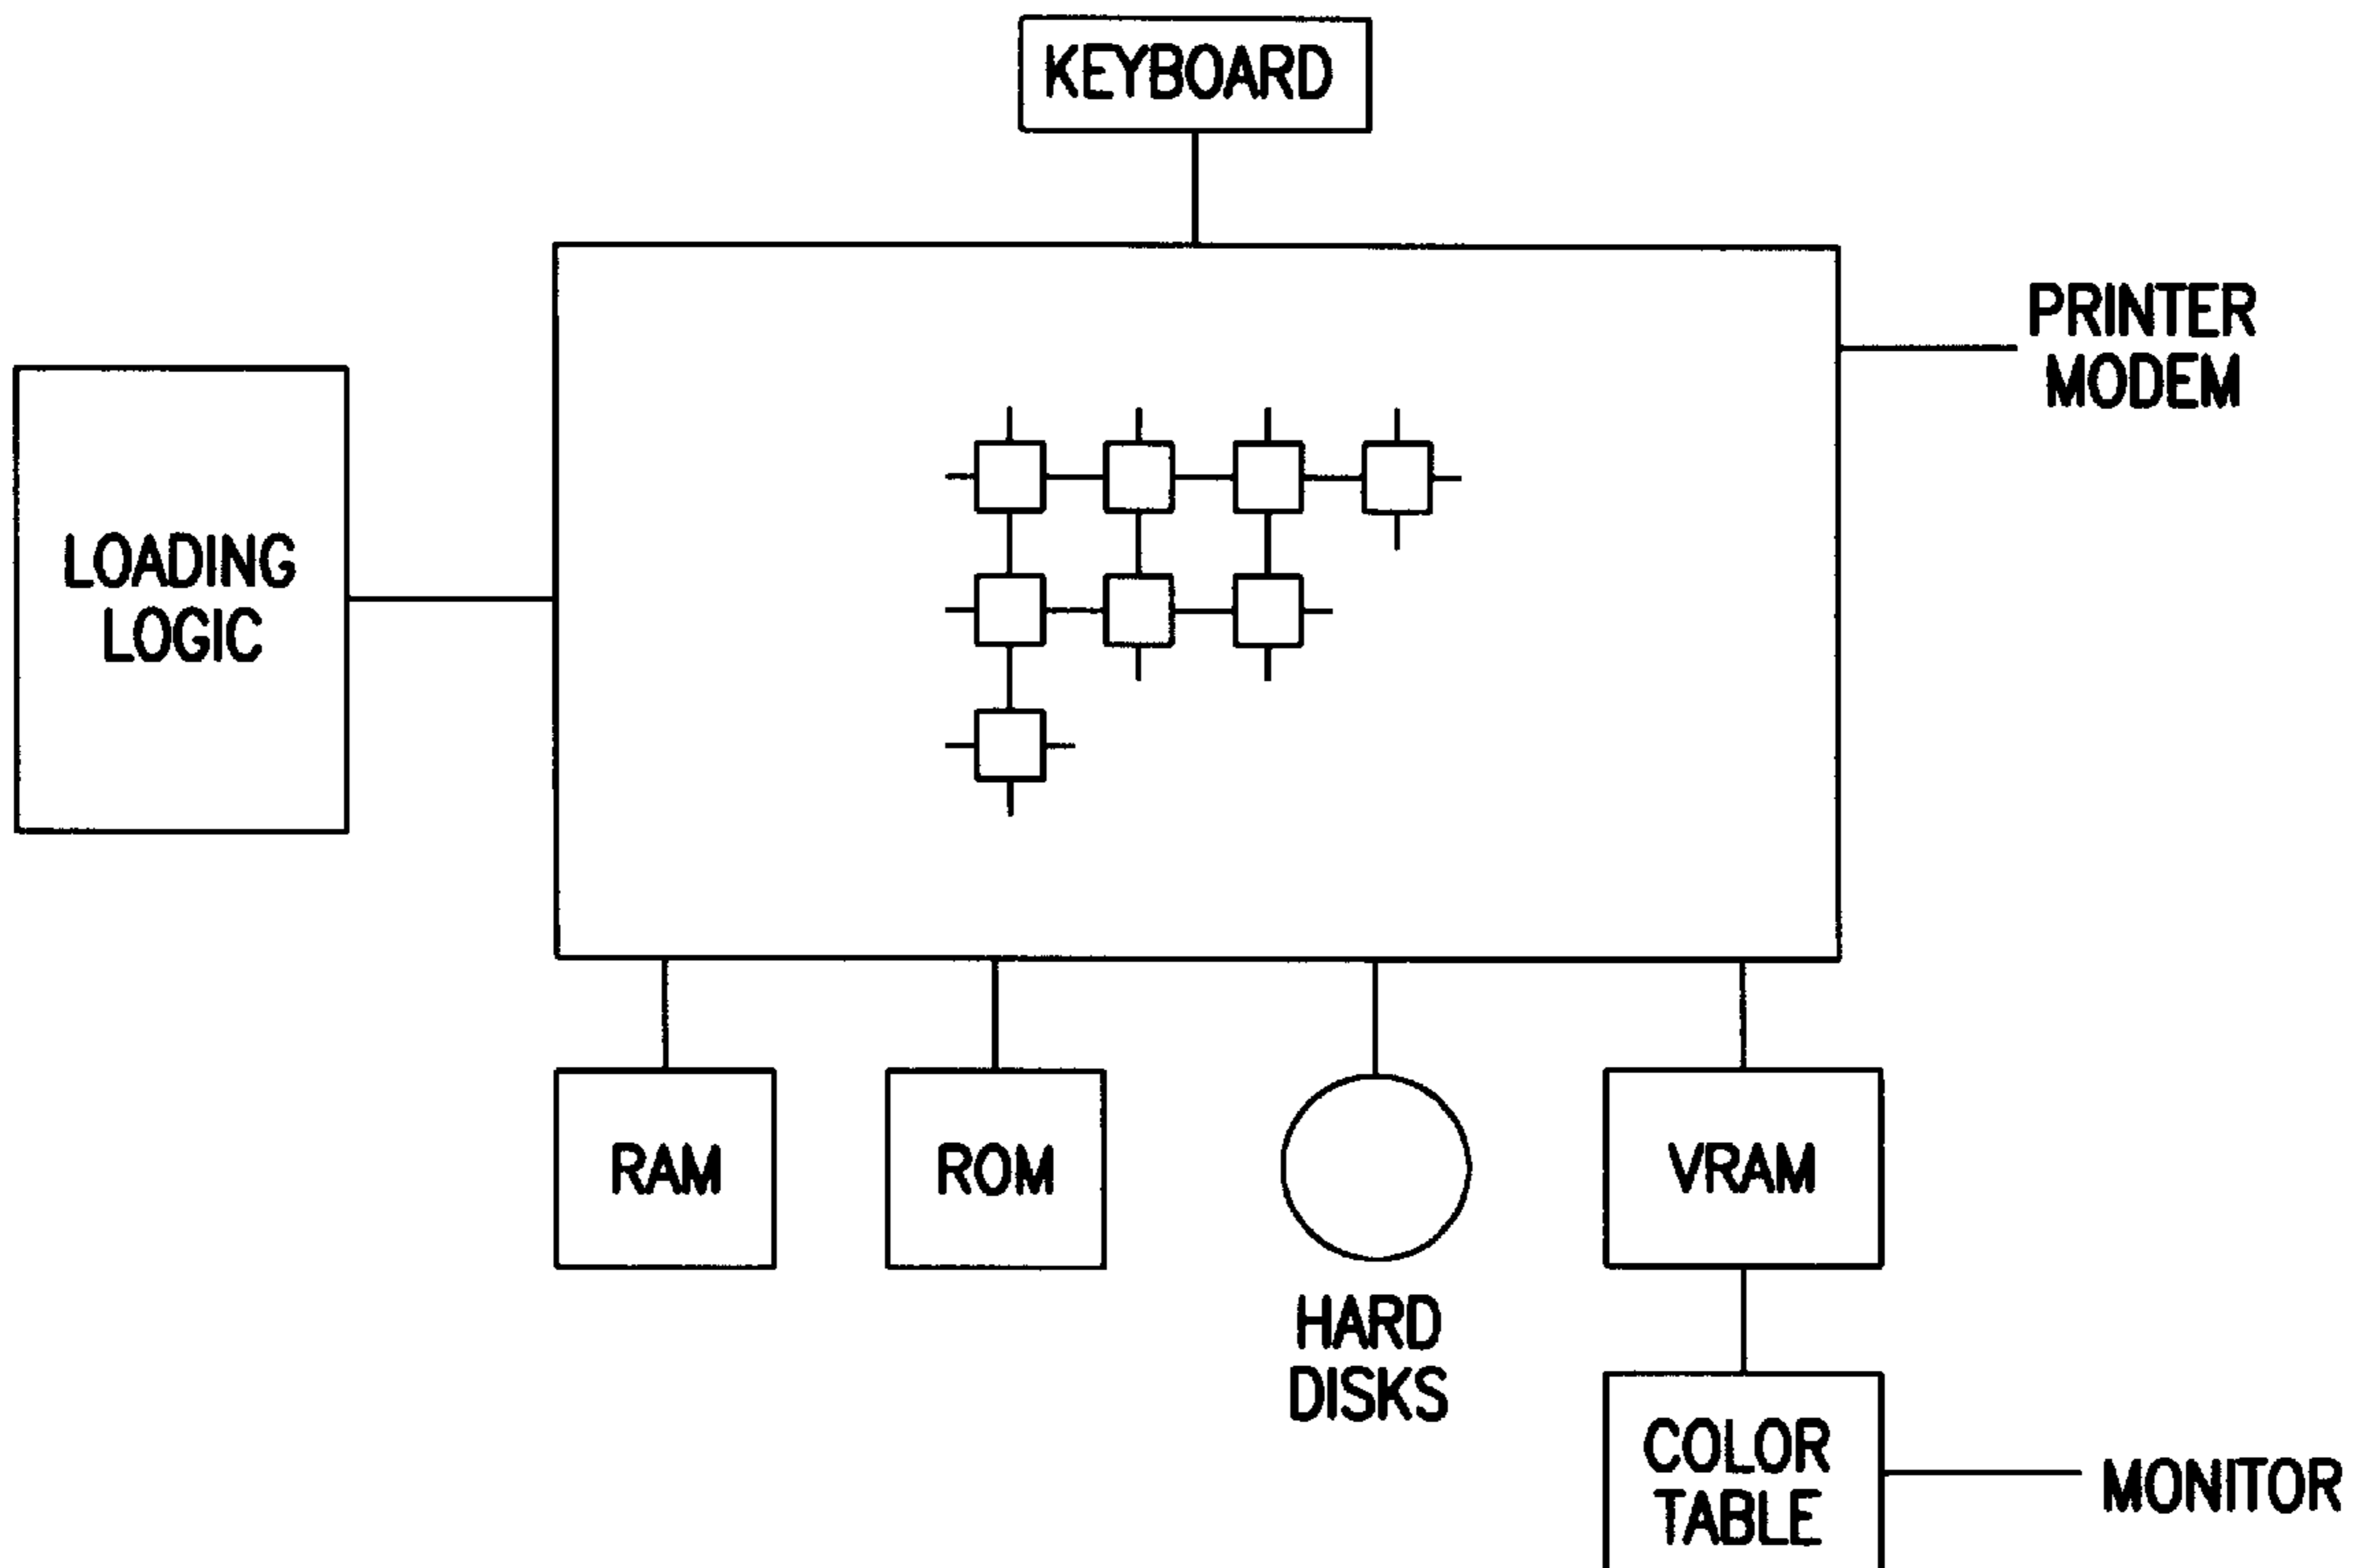 KEYBOARD
PRINTER
MODEM
LOADING
LOGIC
RAM
ROM
VRAM
HARD
DISKS
COLOR
TABLE
MONITOR